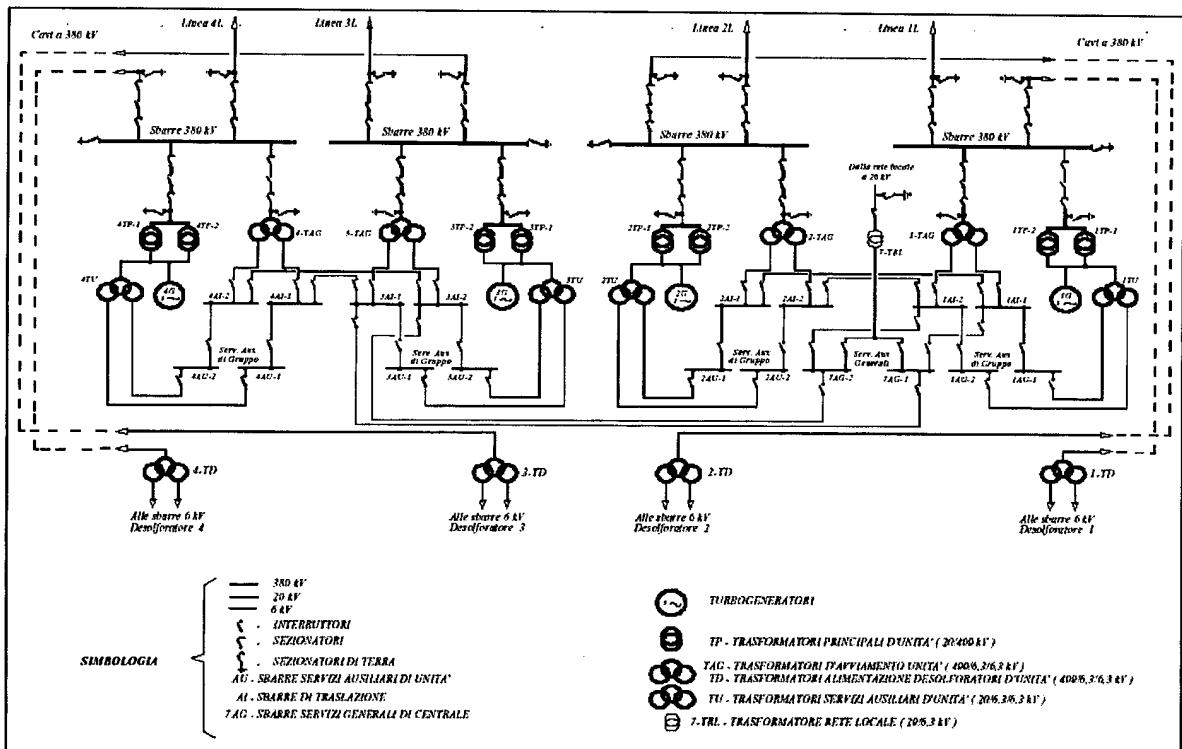 Linea 4L
Linea 3L
Linea 2L
Linea 1L
Cavi a 380 kV
Cavi a 380 kV
Sbarre 380 kV
Sbarre 380 kV
Sbarre 380 kV
Sbarre 380 kV
Dalla rete locale
a 20 kV
4TP-1
4TP-2
4-TAG
3-TAG
3TP-2
3TP-1
2TP-1
2TP-2
2-TAG
7-TRL
1-TAG
1TP-2
1TP-1
4TU
4G
3G
3TU
2TU
2G
1G
1TU
4AI-2
4AI-1
3AI-1
3AI-2
2AI-1
2AI-2
1AI-2
1AI-1
Serv. Aux
di Gruppo
Serv. Aux
di Gruppo
Serv. Aux
di Gruppo
Serv. Aux
Generali
Serv. Aux
di Gruppo
4AU-2
4AU-1
3AU-1
3AU-2
2AU-1
2AU-2
7AG-2
7AG-1
1AU-2
1AU-1
4.TD
3.TD
2.TD
1.TD
Alle sbarre 6 kV
Desolforatore 4
Alle sbarre 6 kV
Desolforatore 3
Alle sbarre 6 kV
Desolforatore 2
Alle sbarre 6 kV
Desolforatore 1
SIMBOLOGIA
380 kV
20 kV
6 kV
. INTERRUTTORI
. SEZIONATORI
. SEZIONATORI DI TERRA
AU - SBARRE SERVIZI AUSILIARI DI UNITA'
AI - SBARRE DI TRASLAZIONE
7AG - SBARRE SERVIZI GENERALI DI CENTRALE
TURBOGENERATORI
TP - TRASFORMATORI PRINCIPALI D'UNITA' ( 20/400 kV )
TAG - TRASFORMATORI D'AVVIAMENTO UNITA' ( 400/6,3/6,3 kV )
TD - TRASFORMATORI ALIMENTAZIONE DESOLFORATORI D'UNITA' ( 400/6,3/6,3 kV )
TU - TRASFORMATORI SERVIZI AUSILIARI D'UNITA' ( 20/6,3/6,3 kV )
7-TRL - TRASFORMATORE RETE LOCALE ( 20/6,3 kV )